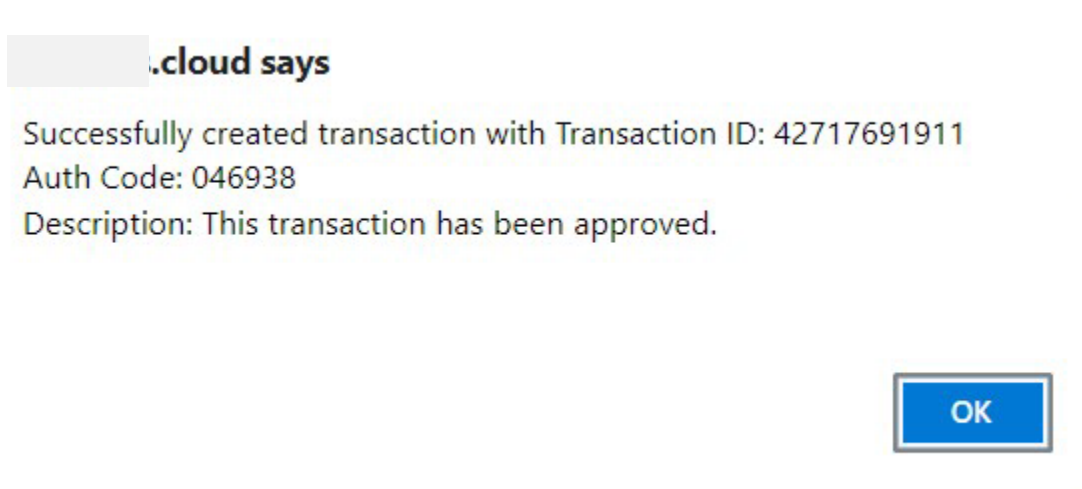 .cloud says
Successfully created transaction with Transaction ID: 42717691911
Auth Code: 046938
Description: This transaction has been approved.
OK